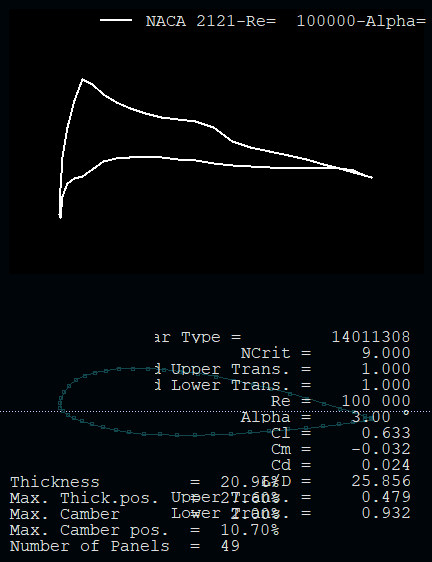 NACA 2121-Re= 100000-Alpha=
ar Type = 14011308
NCrit = 9.000
d Upper Trans. = 1.000
d Lower Trans. = 1.000
Re = 100 000
Alpha = 3.00 °
Cl = 0.633
Cm = -0.032
Cd = 0.024
L/D = 25.856
Upper Trans. = 0.479
Lower Trans. = 0.932
Thickness = 20.96%
Max. Thick.pos. = 27.60%
Max. Camber = 2.00%
Max. Camber pos. = 10.70%
Number of Panels = 49